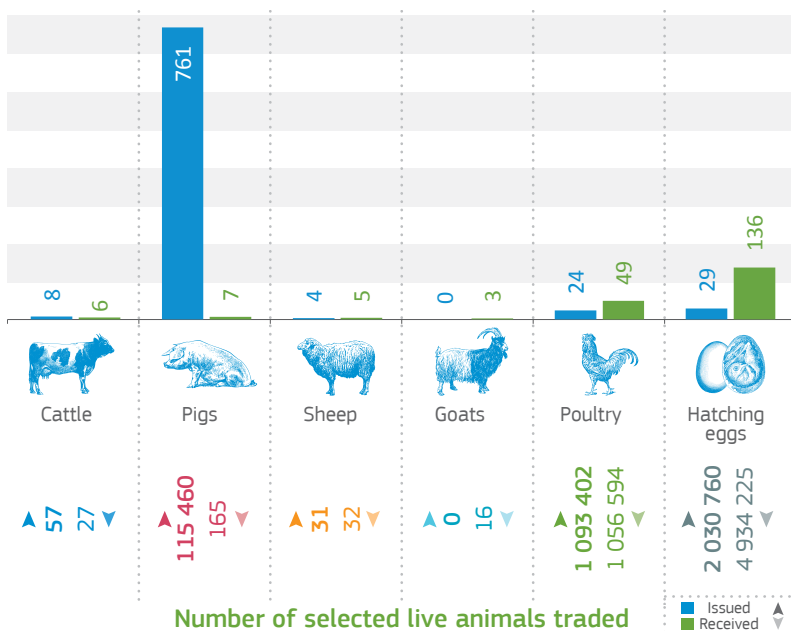 8
6
761
7
4
5
0
3
24
49
29
136
Cattle
Pigs
Sheep
Goats
Poultry
Hatching
eggs
57
27
115 460
165
31
32
0
16
1 093 402
1 056 594
2 030 760
4 934 225
Number of selected live animals traded
Issued
Received